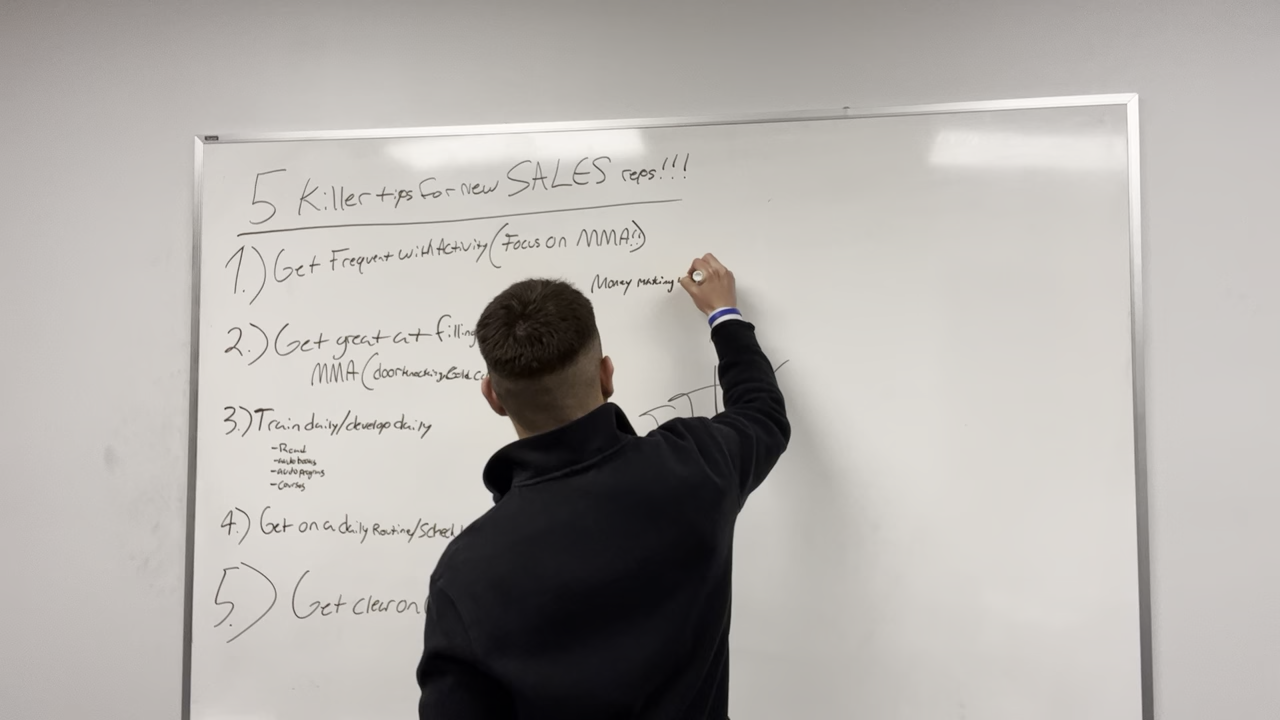 5 Killer tips for new SALES reps!!!
1.) Get Frequent with Activity (Focus on MMA!!)
Money Making
2.) Get great at filling
MMA (doorknocking, Cold
3.) Train daily/develop daily
-Read
-audio books
-audio programs
-Courses
4.) Get on a daily Routine/Sched
5.) Get clear on